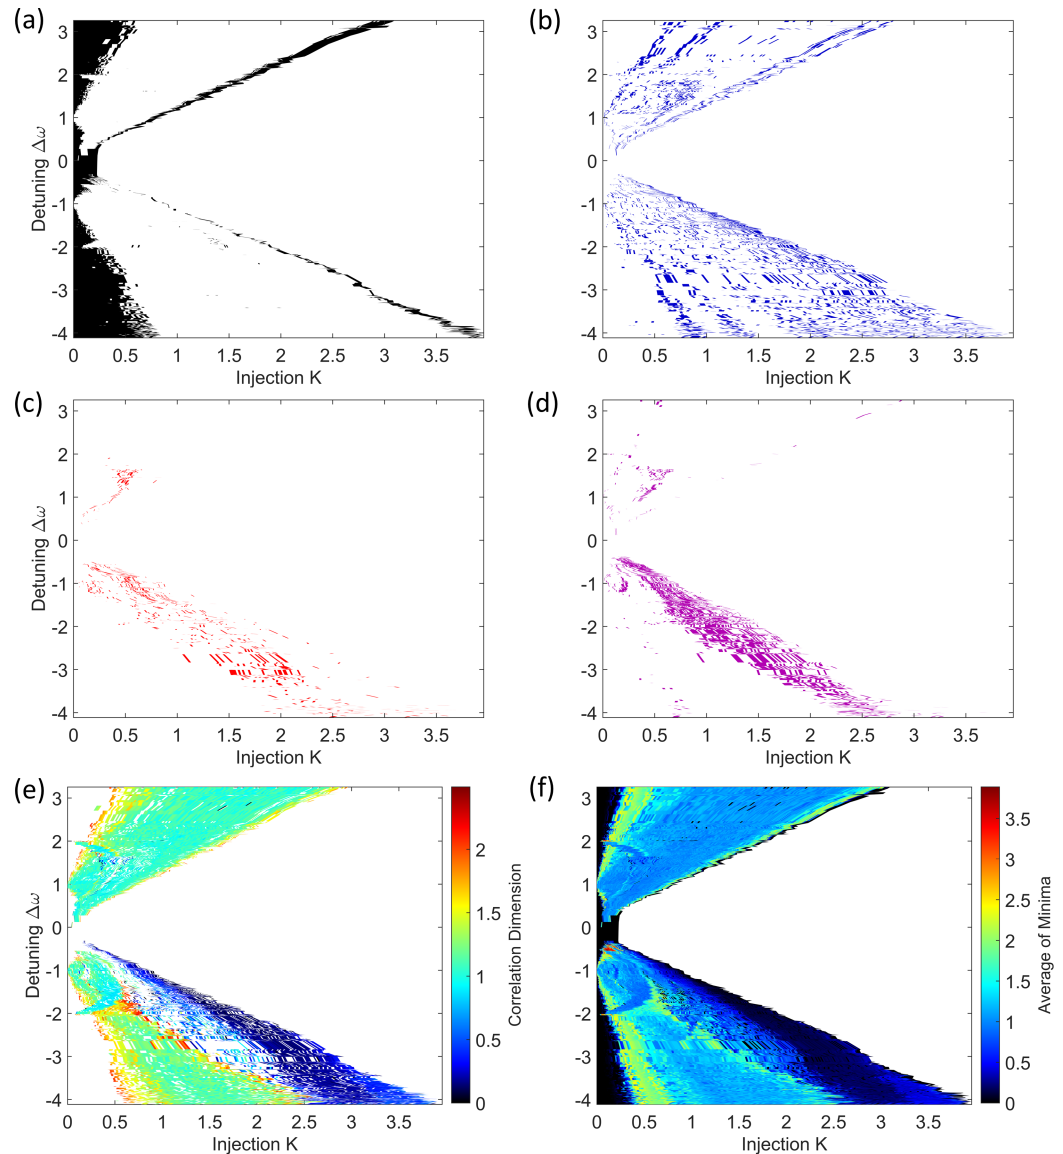 (a)
3
2
1
0
-1
-2
-3
-4
Detuning Δω
0 0.5 1 1.5 2 2.5 3 3.5
Injection K
(b)
3
2
1
0
-1
-2
-3
-4
0 0.5 1 1.5 2 2.5 3 3.5
Injection K
(c)
3
2
1
0
-1
-2
-3
-4
Detuning Δω
0 0.5 1 1.5 2 2.5 3 3.5
Injection K
(d)
3
2
1
0
-1
-2
-3
-4
0 0.5 1 1.5 2 2.5 3 3.5
Injection K
(e)
3
2
1
0
-1
-2
-3
-4
Detuning Δω
0 0.5 1 1.5 2 2.5 3 3.5
Injection K
2
1.5
1
0.5
0
Correlation Dimension
(f)
3
2
1
0
-1
-2
-3
-4
0 0.5 1 1.5 2 2.5 3 3.5
Injection K
3.5
3
2.5
2
1.5
1
0.5
0
Average of Minima